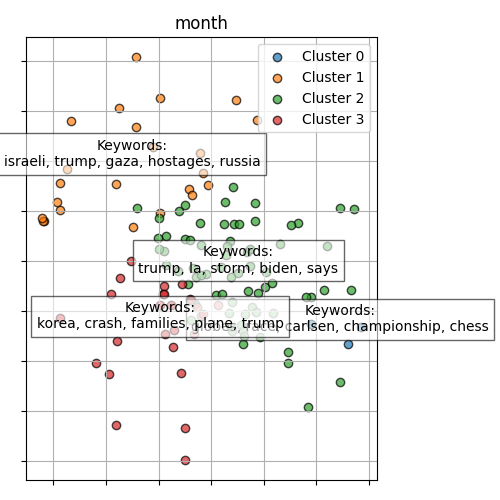 month
Cluster 0
Cluster 1
Cluster 2
Cluster 3
Keywords:
israeli, trump, gaza, hostages, russia
Keywords:
trump, la, storm, biden, says
Keywords:
korea, crash, families, plane, trump
Keywords:
carlsen, championship, chess